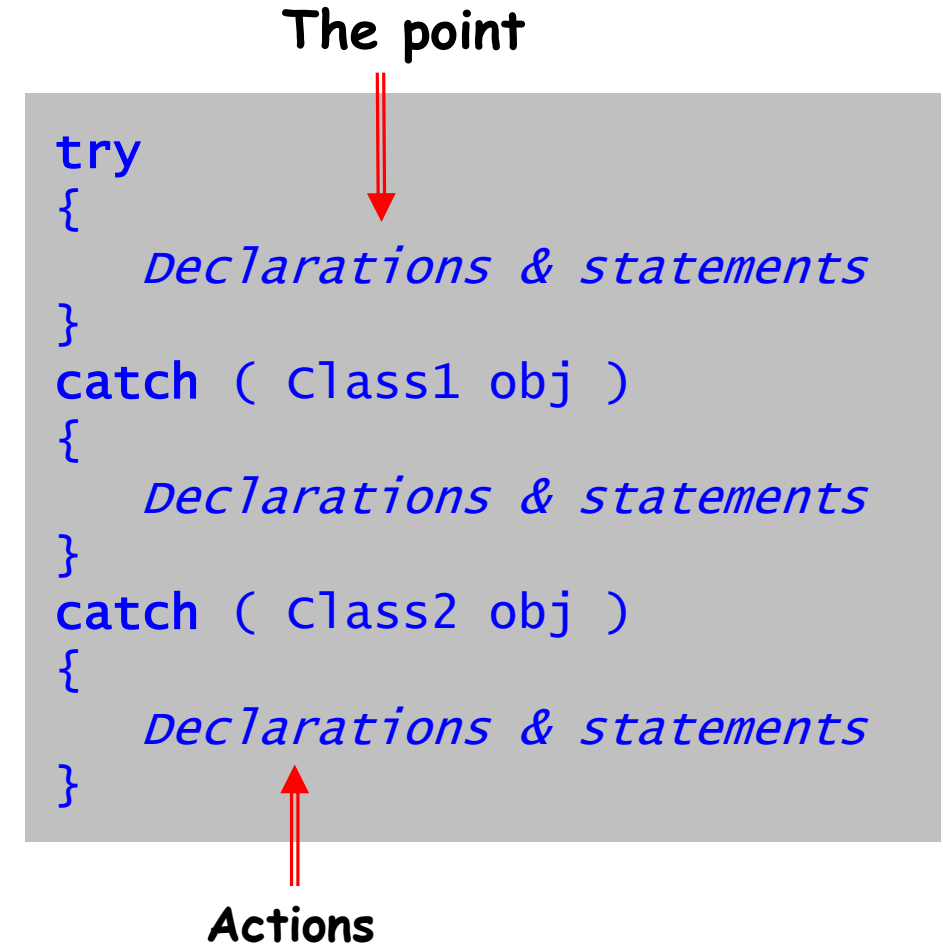 The point
try
{
Declarations & statements
}
catch ( Class1 obj )
{
Declarations & statements
}
catch ( Class2 obj )
{
Declarations & statements
}
Actions